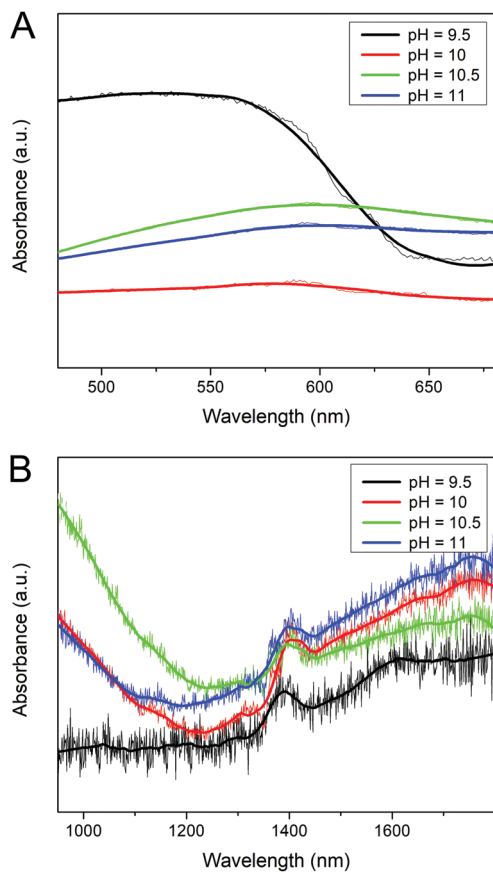 A
pH = 9.5
pH = 10
pH = 10.5
pH = 11
Absorbance (a.u.)
500 550 600 650
Wavelength (nm)
B
pH = 9.5
pH = 10
pH = 10.5
pH = 11
Absorbance (a.u.)
1000 1200 1400 1600
Wavelength (nm)